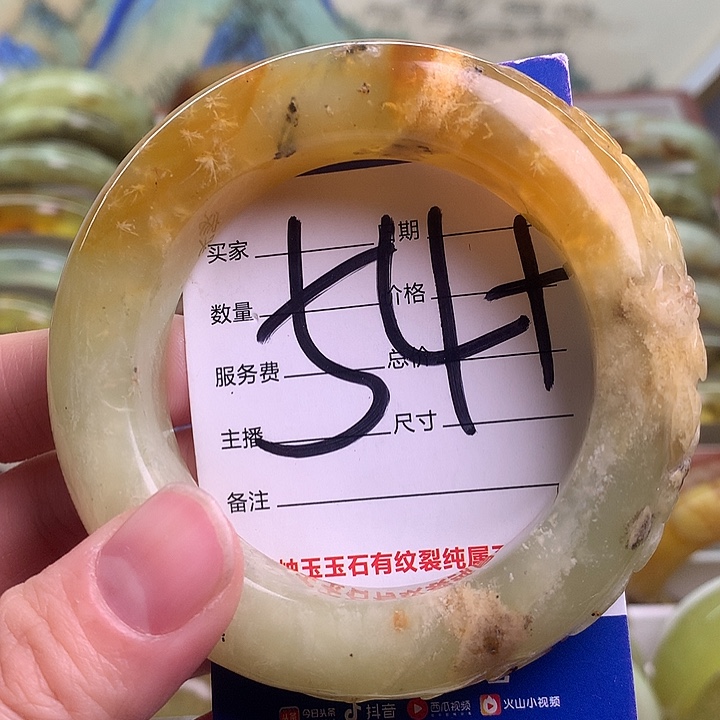 54+
买家
期
数量
价格
服务费
总价
主播
尺寸
备注
玉玉石有纹裂纯属
今日头条 抖音 西瓜视频 火山小视频